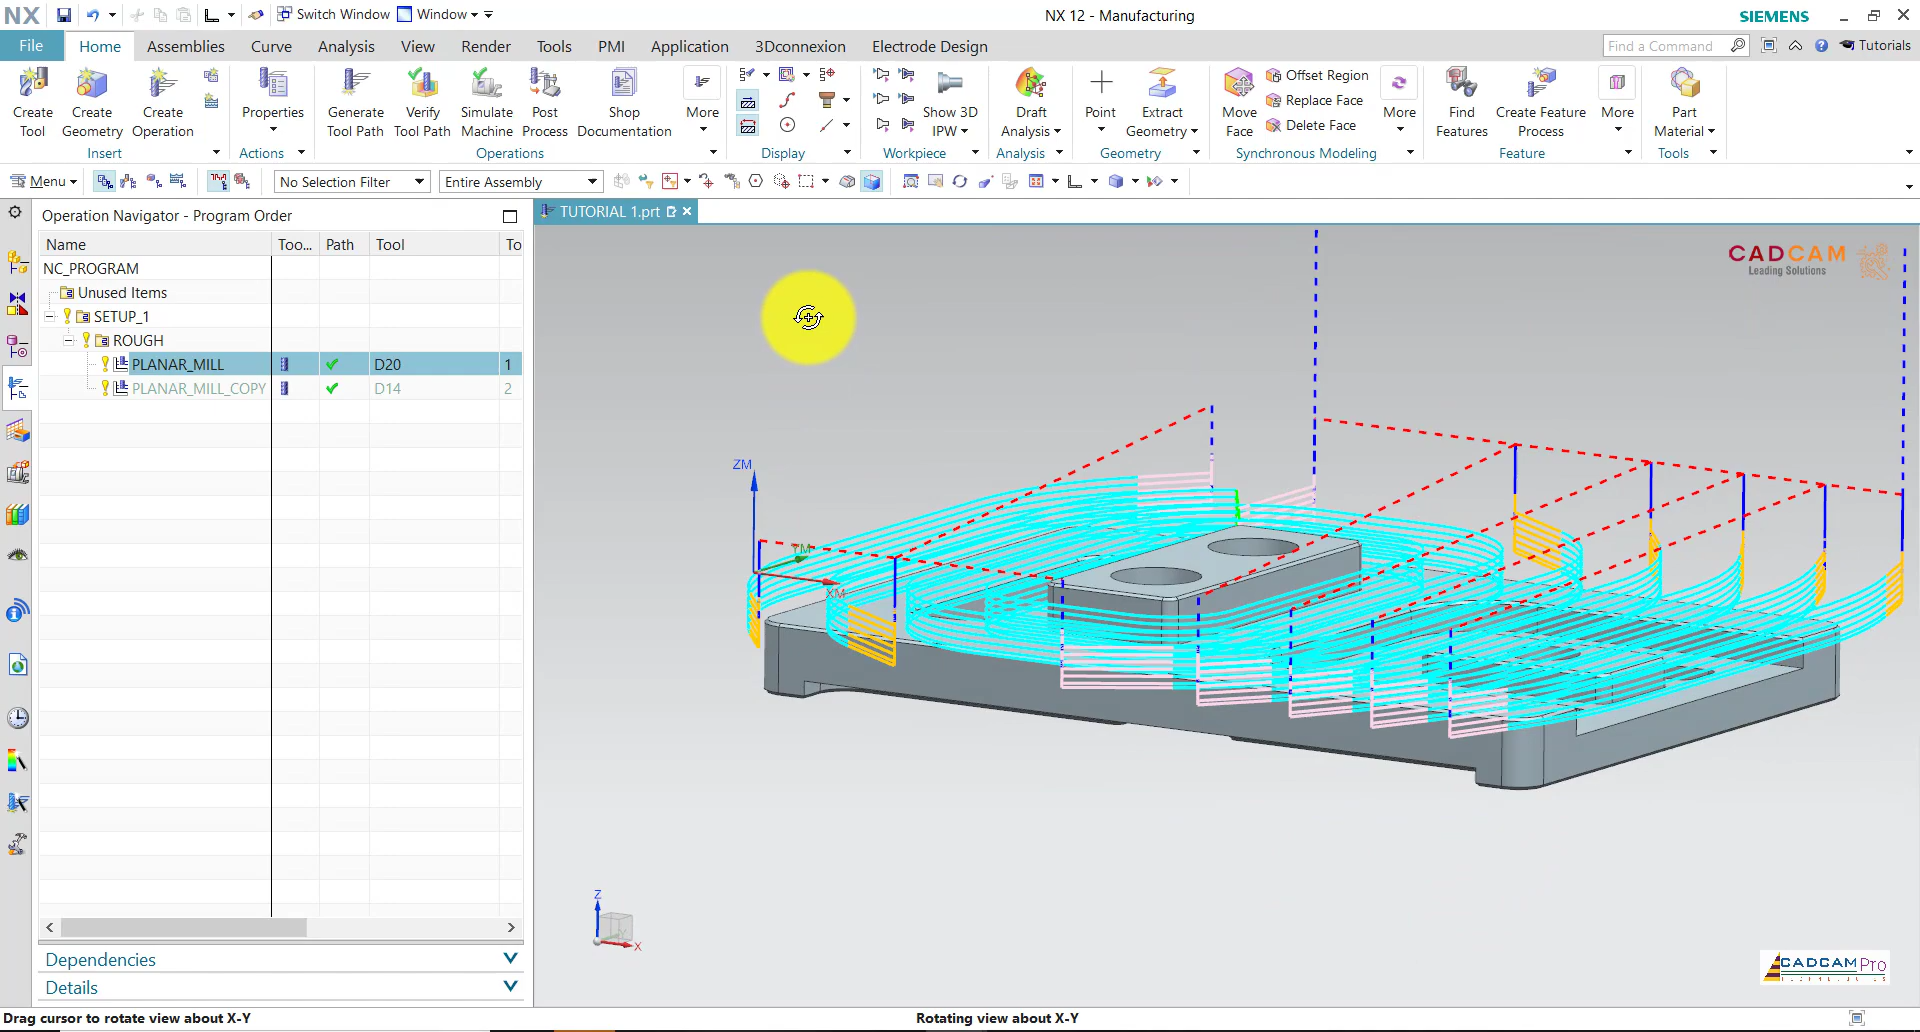 NX
Switch Window
Window
NX 12 - Manufacturing
SIEMENS
File
Home
Assemblies
Curve
Analysis
View
Render
Tools
PMI
Application
3Dconnexion
Electrode Design
Find a Command
Tutorials
Create Tool
Create Geometry
Create Operation
Properties
Generate Tool Path
Verify Tool Path
Simulate Machine
Post Process
Shop Documentation
More
Show 3D IPW
Draft Analysis
Point
Extract Geometry
Move Face
Offset Region
Replace Face
Delete Face
More
Find Features
Create Feature Process
More
Part Material
Insert
Actions
Operations
Display
Workpiece
Analysis
Geometry
Synchronous Modeling
Feature
Tools
Menu
No Selection Filter
Entire Assembly
Operation Navigator - Program Order
TUTORIAL 1.prt
Name
Too...
Path
Tool
To
NC_PROGRAM
Unused Items
SETUP_1
ROUGH
PLANAR_MILL
D20
1
PLANAR_MILL_COPY
D14
2
CADCAM
Leading Solutions
ZM
YM
XM
Z
X
Dependencies
Details
CADCAM Pro
Drag cursor to rotate view about X-Y
Rotating view about X-Y